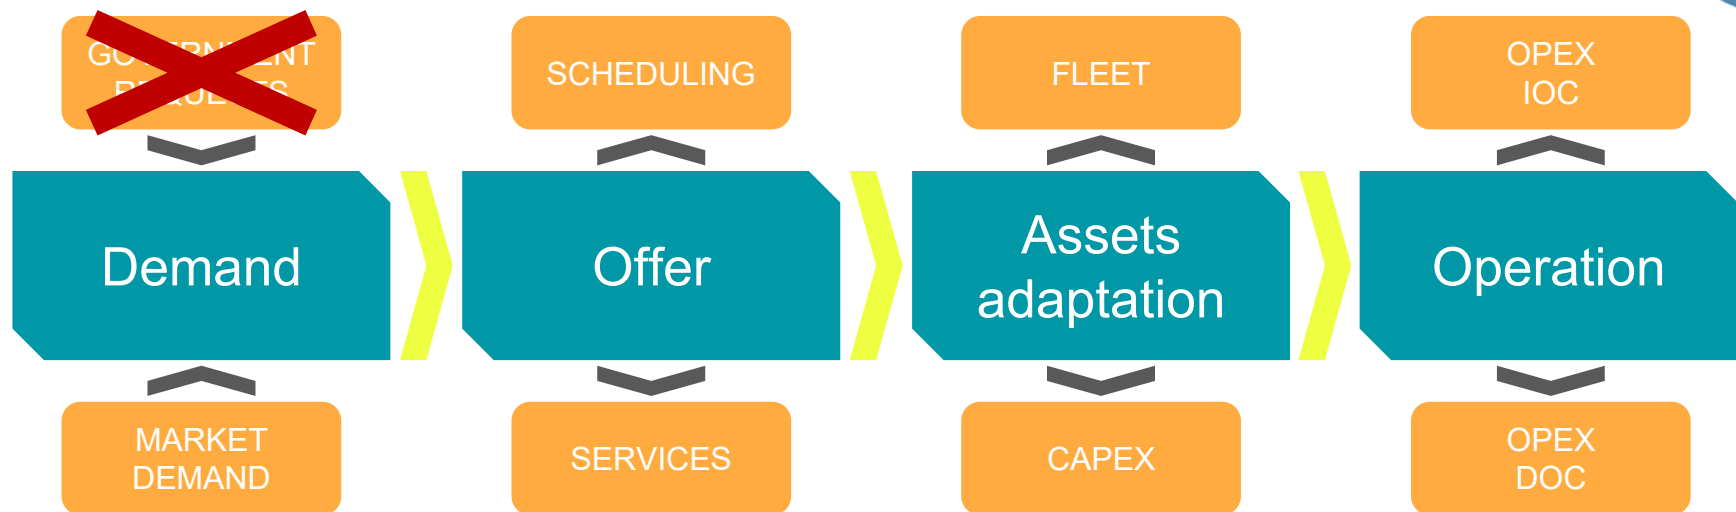 SCHEDULING
FLEET
OPEX
IOC
Demand
Offer
Assets
adaptation
Operation
MARKET
DEMAND
SERVICES
CAPEX
OPEX
DOC